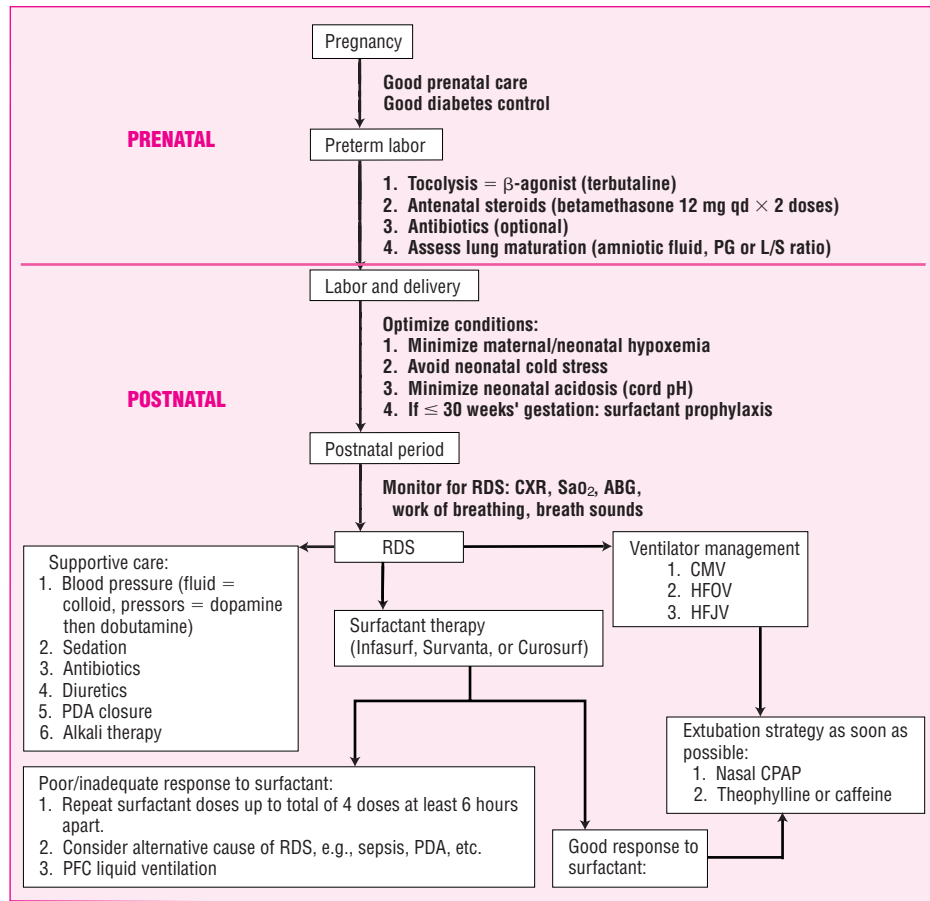 Pregnancy
Good prenatal care
Good diabetes control
PRENATAL
Preterm labor
1. Tocolysis = β-agonist (terbutaline)
2. Antenatal steroids (betamethasone 12 mg qd × 2 doses)
3. Antibiotics (optional)
4. Assess lung maturation (amniotic fluid, PG or L/S ratio)
Labor and delivery
Optimize conditions:
1. Minimize maternal/neonatal hypoxemia
2. Avoid neonatal cold stress
3. Minimize neonatal acidosis (cord pH)
4. If ≤ 30 weeks' gestation: surfactant prophylaxis
POSTNATAL
Postnatal period
Monitor for RDS: CXR, SaO₂, ABG,
work of breathing, breath sounds
RDS
Supportive care:
1. Blood pressure (fluid =
colloid, pressors = dopamine
then dobutamine)
2. Sedation
3. Antibiotics
4. Diuretics
5. PDA closure
6. Alkali therapy
Surfactant therapy
(Infasurf, Survanta, or Curosurf)
Ventilator management
1. CMV
2. HFOV
3. HFJV
Extubation strategy as soon as
possible:
1. Nasal CPAP
2. Theophylline or caffeine
Poor/inadequate response to surfactant:
1. Repeat surfactant doses up to total of 4 doses at least 6 hours
apart.
2. Consider alternative cause of RDS, e.g., sepsis, PDA, etc.
3. PFC liquid ventilation
Good response to
surfactant: